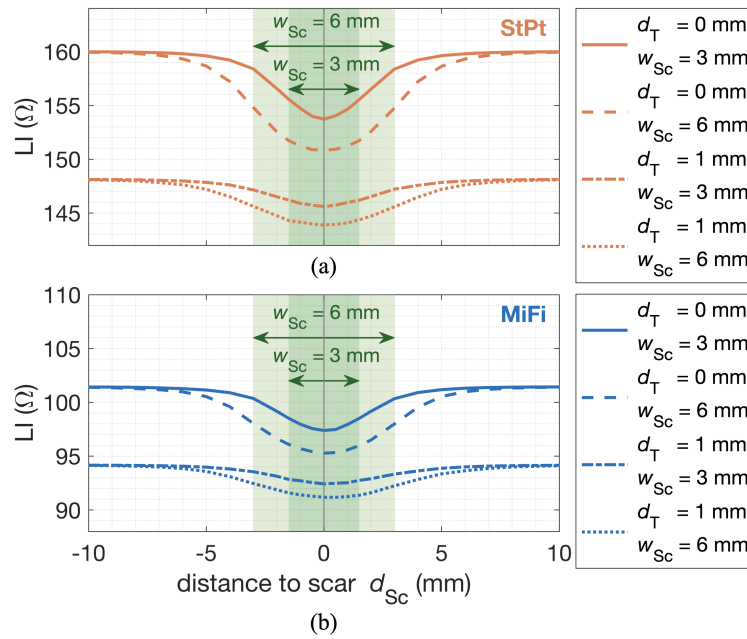 StPt
w_Sc = 6 mm
w_Sc = 3 mm
LI (Ω)
160
155
150
145
(a)
d_T = 0 mm
w_Sc = 3 mm
d_T = 0 mm
w_Sc = 6 mm
d_T = 1 mm
w_Sc = 3 mm
d_T = 1 mm
w_Sc = 6 mm
MiFi
w_Sc = 6 mm
w_Sc = 3 mm
LI (Ω)
110
105
100
95
90
-10 -5 0 5 10
distance to scar d_Sc (mm)
(b)
d_T = 0 mm
w_Sc = 3 mm
d_T = 0 mm
w_Sc = 6 mm
d_T = 1 mm
w_Sc = 3 mm
d_T = 1 mm
w_Sc = 6 mm